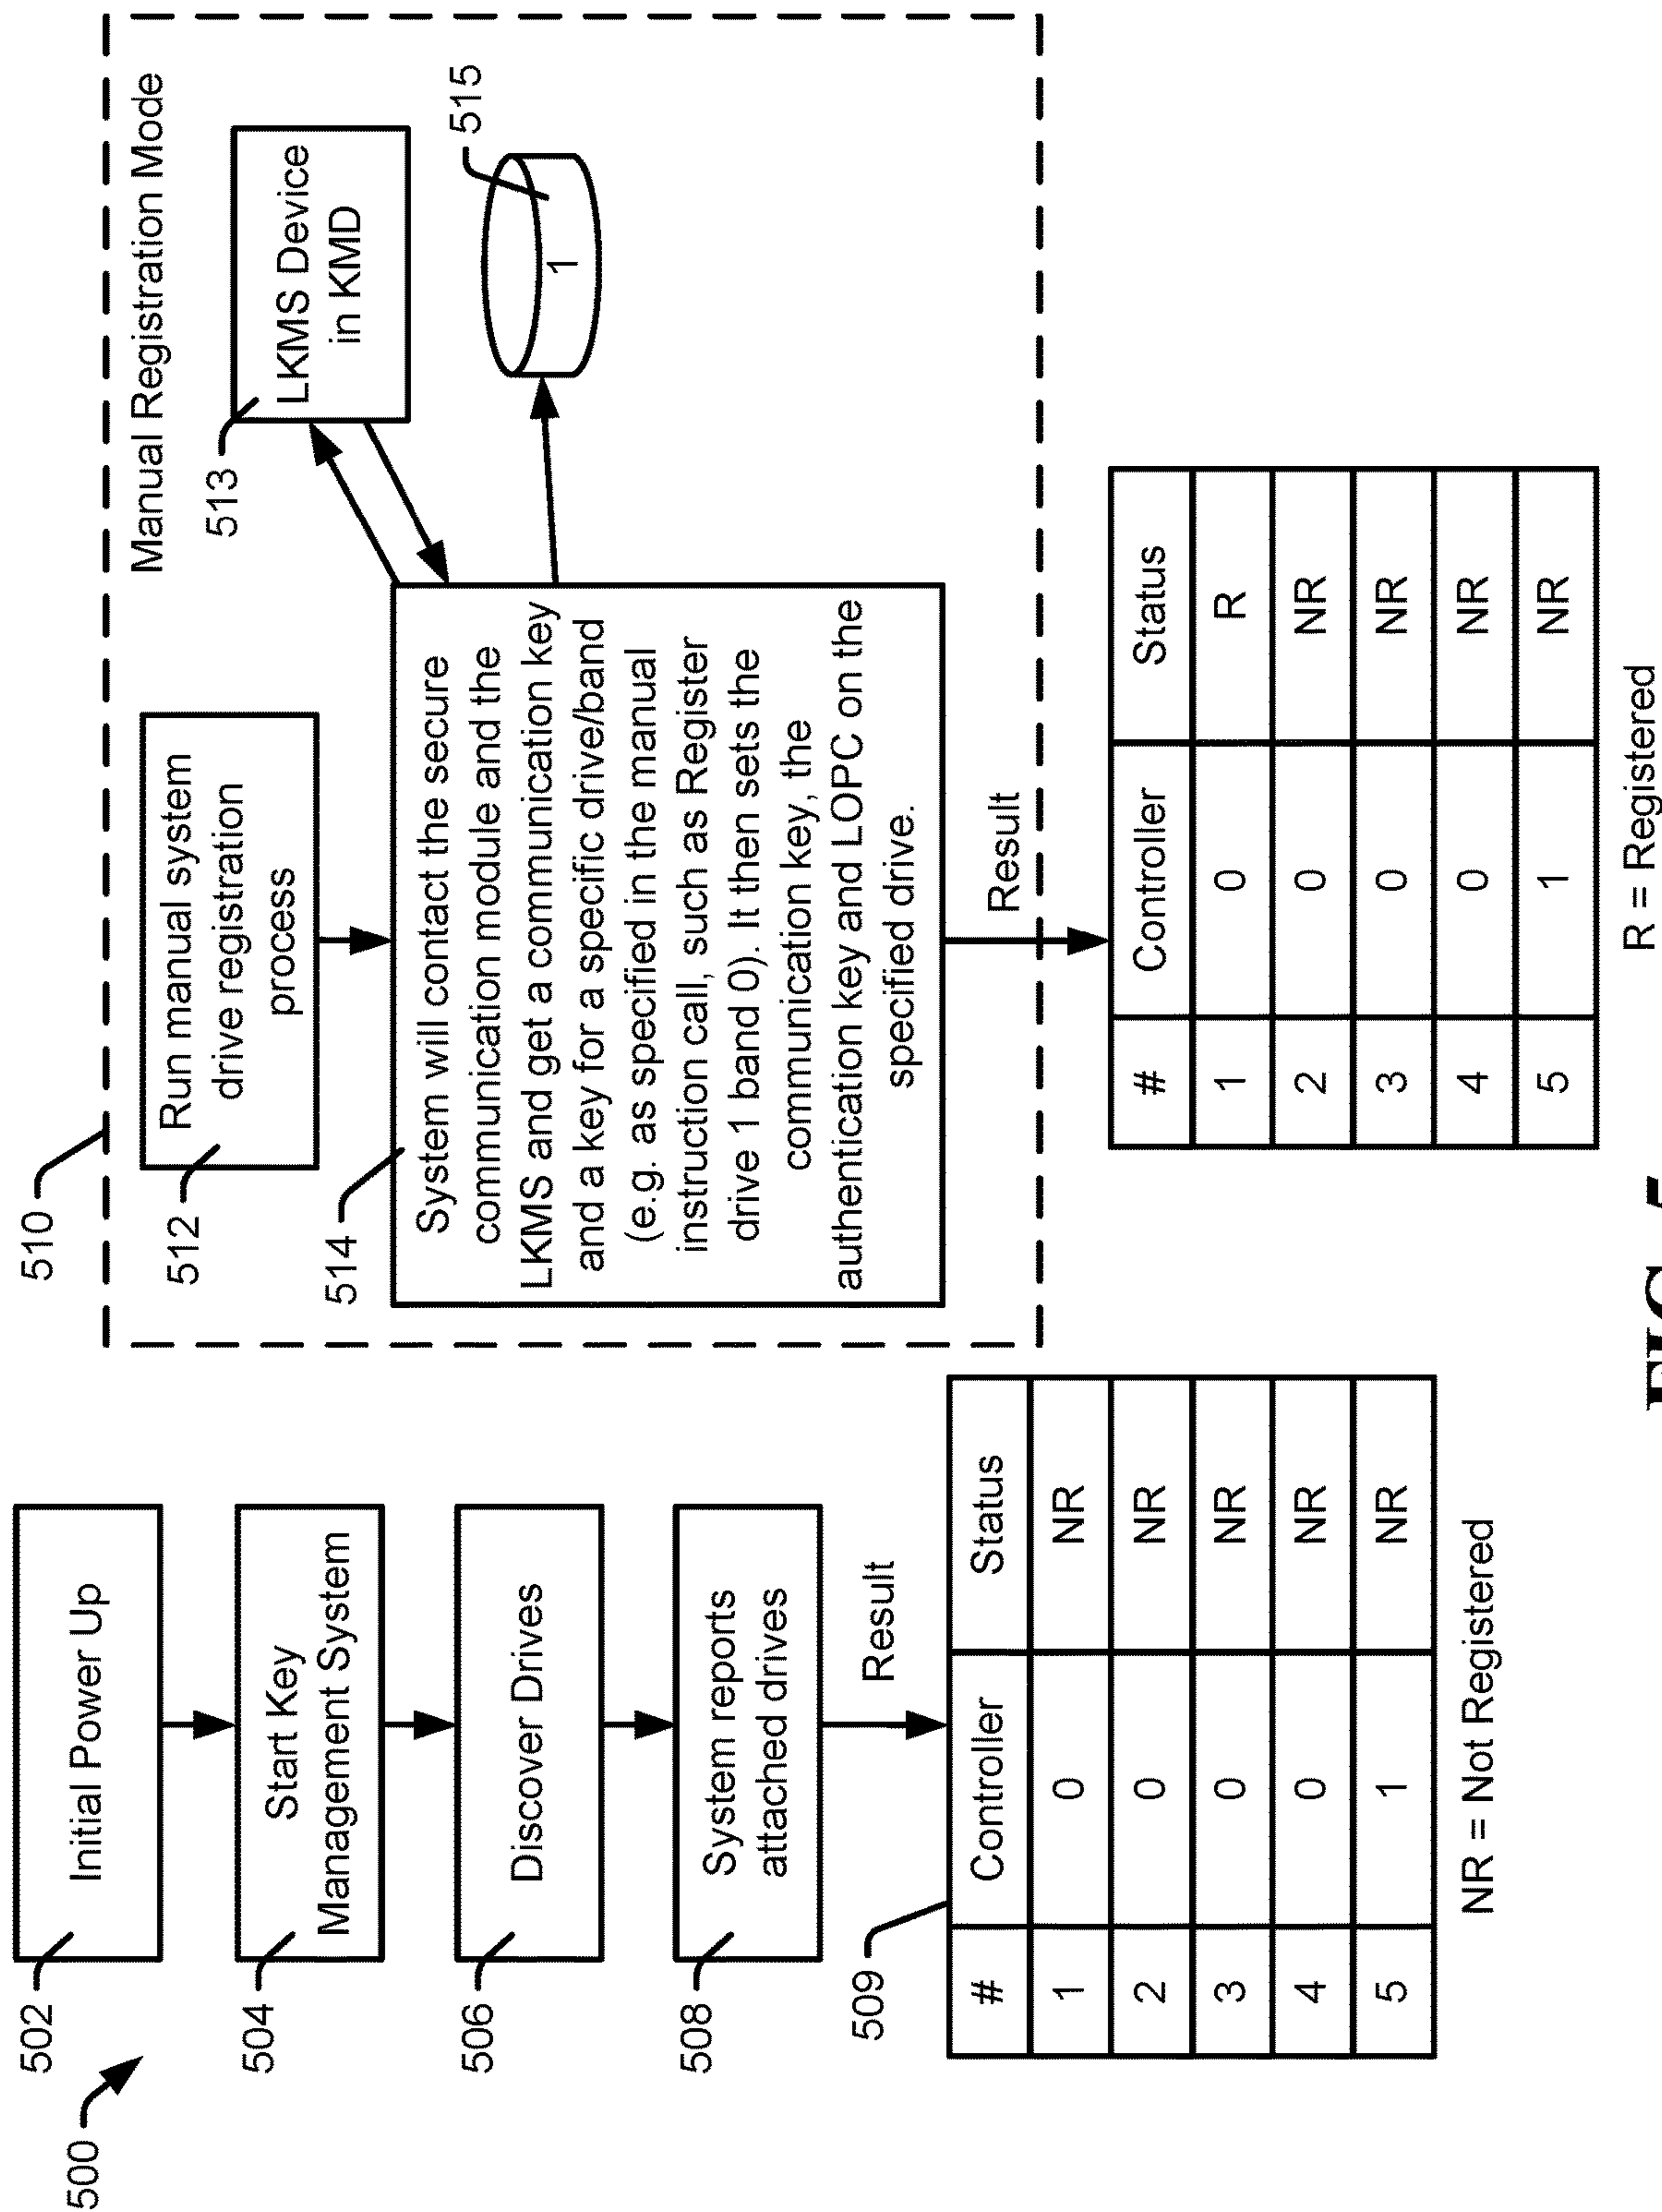 500
502
Initial Power Up
504
Start Key
Management System
506
Discover Drives
508
System reports
attached drives
Result
509
# Controller Status
1 0 NR
2 0 NR
3 0 NR
4 0 NR
5 1 NR
NR = Not Registered
510
Manual Registration Mode
512
Run manual system
drive registration
process
513
LKMS Device
in KMD
514
System will contact the secure
communication module and the
LKMS and get a communication key
and a key for a specific drive/band
(e.g. as specified in the manual
instruction call, such as Register
drive 1 band 0). It then sets the
communication key, the
authentication key and LOPC on the
specified drive.
515
1
Result
# Controller Status
1 0 R
2 0 NR
3 0 NR
4 0 NR
5 1 NR
R = Registered